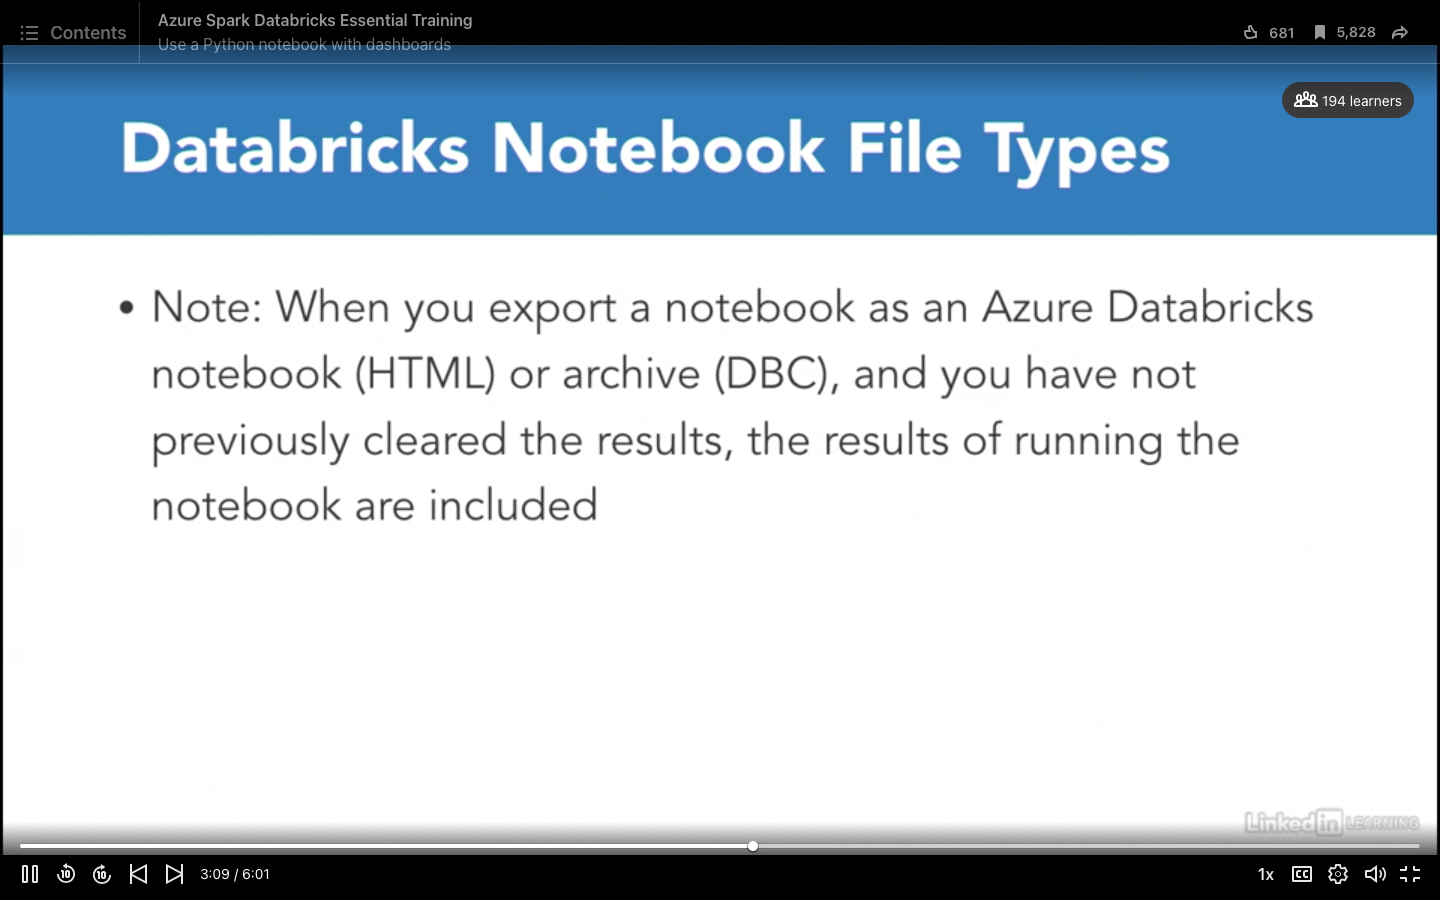 Contents
Azure Spark Databricks Essential Training
Use a Python notebook with dashboards
681
5,828
194 learners
Databricks Notebook File Types
• Note: When you export a notebook as an Azure Databricks
notebook (HTML) or archive (DBC), and you have not
previously cleared the results, the results of running the
notebook are included
Linked in LEARNING
10
10
3:09 / 6:01
1x
CC